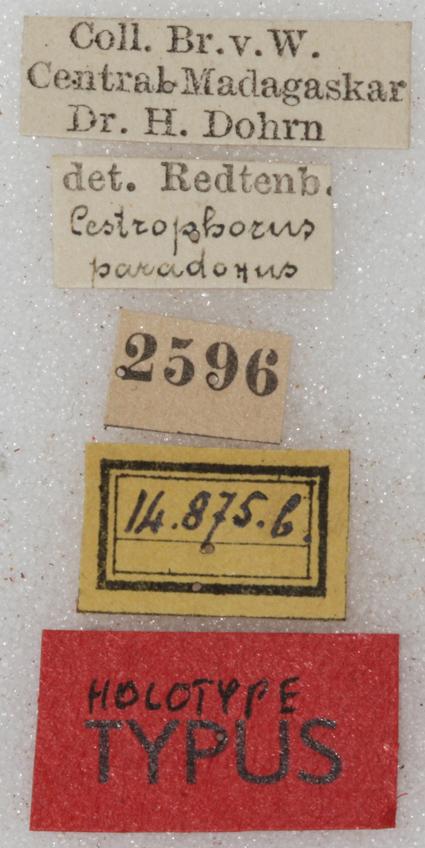 Coll. Br. v. W.
Central-Madagaskar
Dr. H. Dohrn
det. Redtenb.
Cestrophorus
paradoxus
2596
14.875.b.
HOLOTYPE
TYPUS